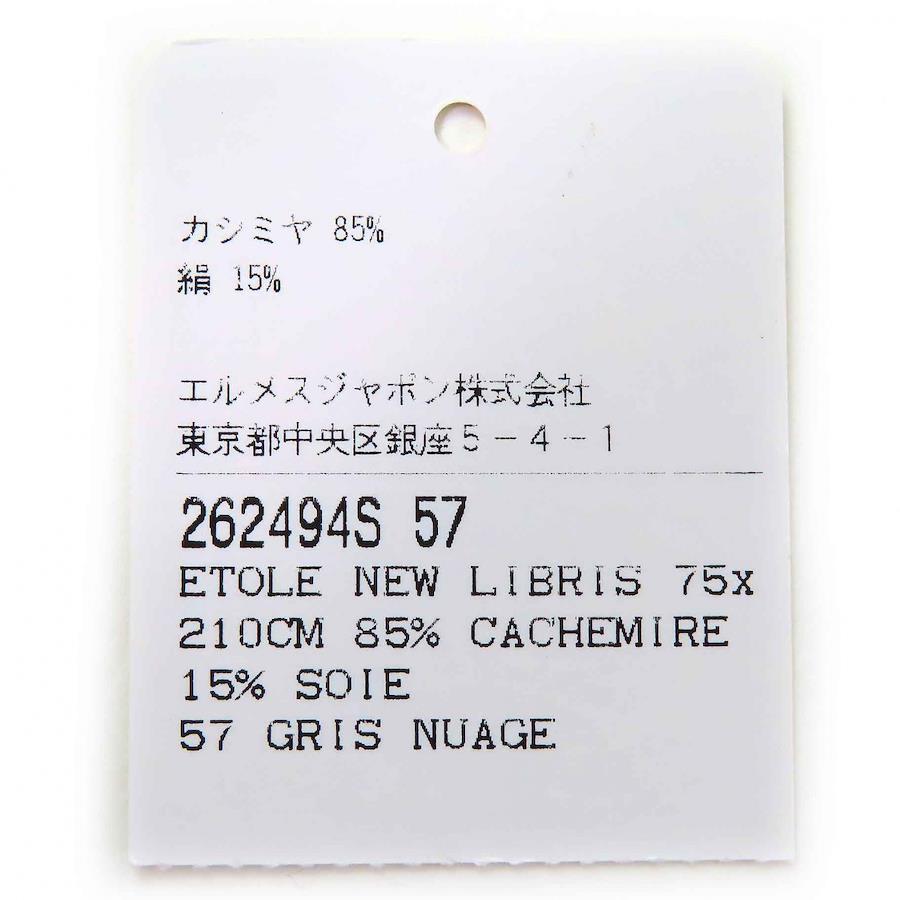 カシミヤ 85%
絹 15%
エルメスジャポン株式会社
東京都中央区銀座5-4-1
262494S 57
ETOLE NEW LIBRIS 75x
210CM 85% CACHEMIRE
15% SOIE
57 GRIS NUAGE